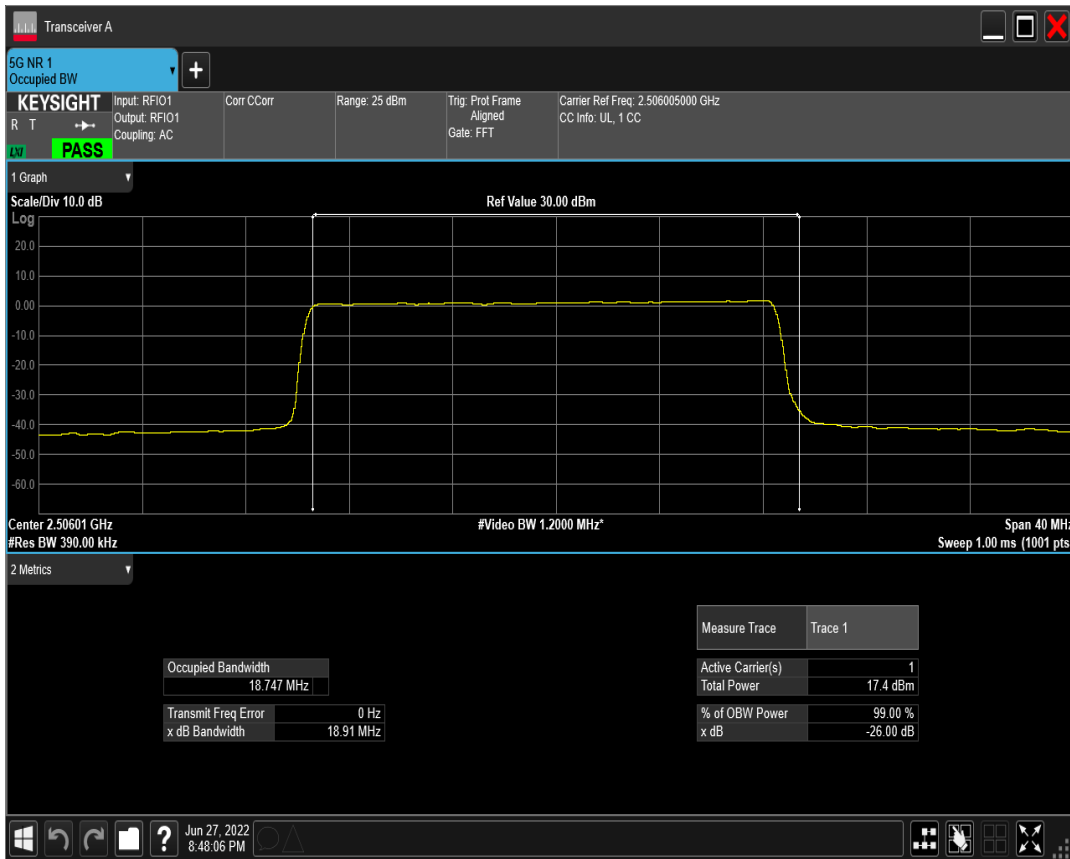 Transceiver A
5G NR 1
Occupied BW
KEYSIGHT
R T
LXI
PASS
Input: RFIO1
Output: RFIO1
Coupling: AC
Corr CCorr
Range: 25 dBm
Trig: Prot Frame
Aligned
Gate: FFT
Carrier Ref Freq: 2.506005000 GHz
CC Info: UL, 1 CC
1 Graph
Scale/Div 10.0 dB
Ref Value 30.00 dBm
Log
20.0
10.0
0.00
-10.0
-20.0
-30.0
-40.0
-50.0
-60.0
Center 2.50601 GHz
#Video BW 1.2000 MHz*
Span 40 MHz
#Res BW 390.00 kHz
Sweep 1.00 ms (1001 pts
2 Metrics
Measure Trace Trace 1
Occupied Bandwidth
18.747 MHz
Active Carrier(s) 1
Total Power 17.4 dBm
Transmit Freq Error 0 Hz
x dB Bandwidth 18.91 MHz
% of OBW Power 99.00 %
x dB -26.00 dB
?
Jun 27, 2022
8:48:06 PM